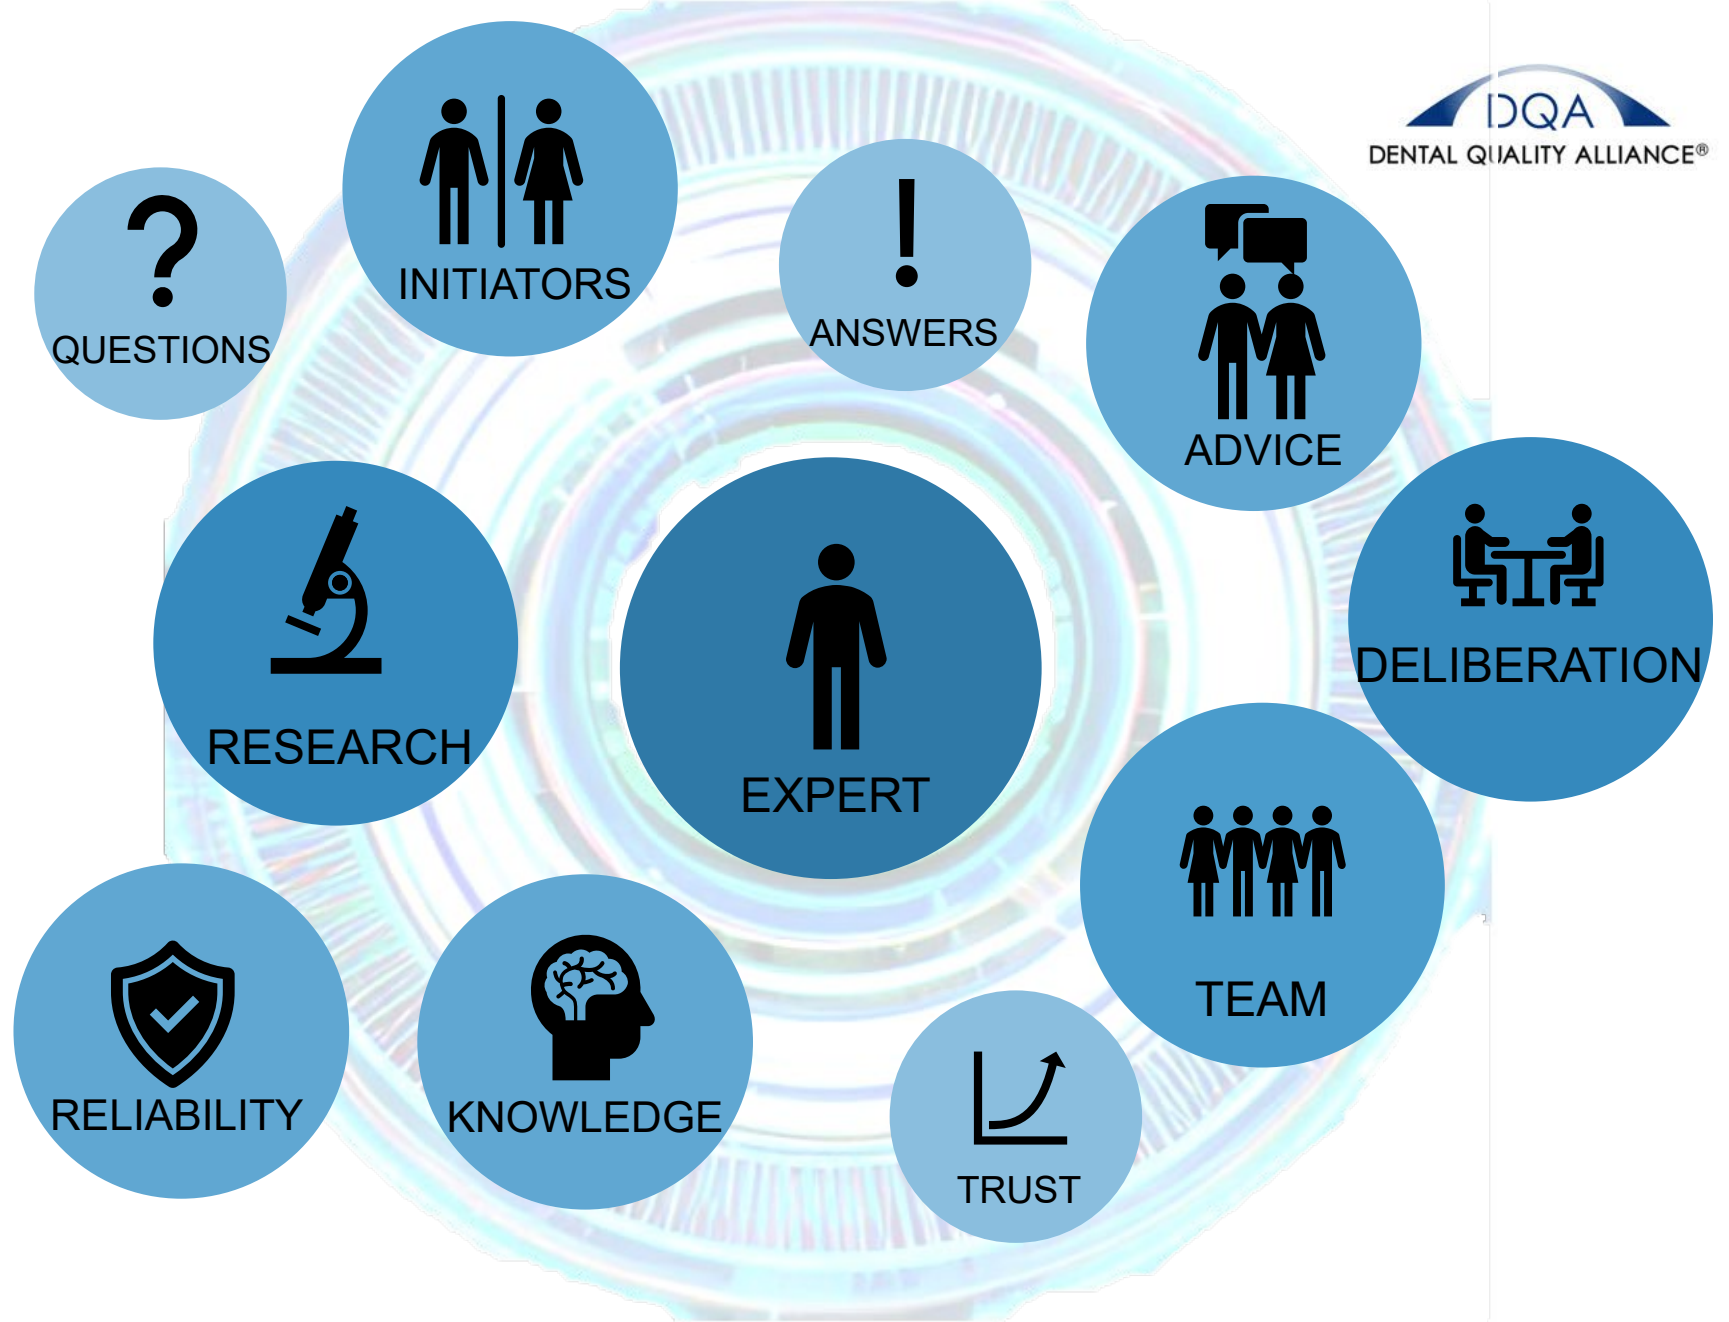 DQA
DENTAL QUALITY ALLIANCE®
INITIATORS
QUESTIONS
ANSWERS
ADVICE
RESEARCH
EXPERT
DELIBERATION
TEAM
RELIABILITY
KNOWLEDGE
TRUST